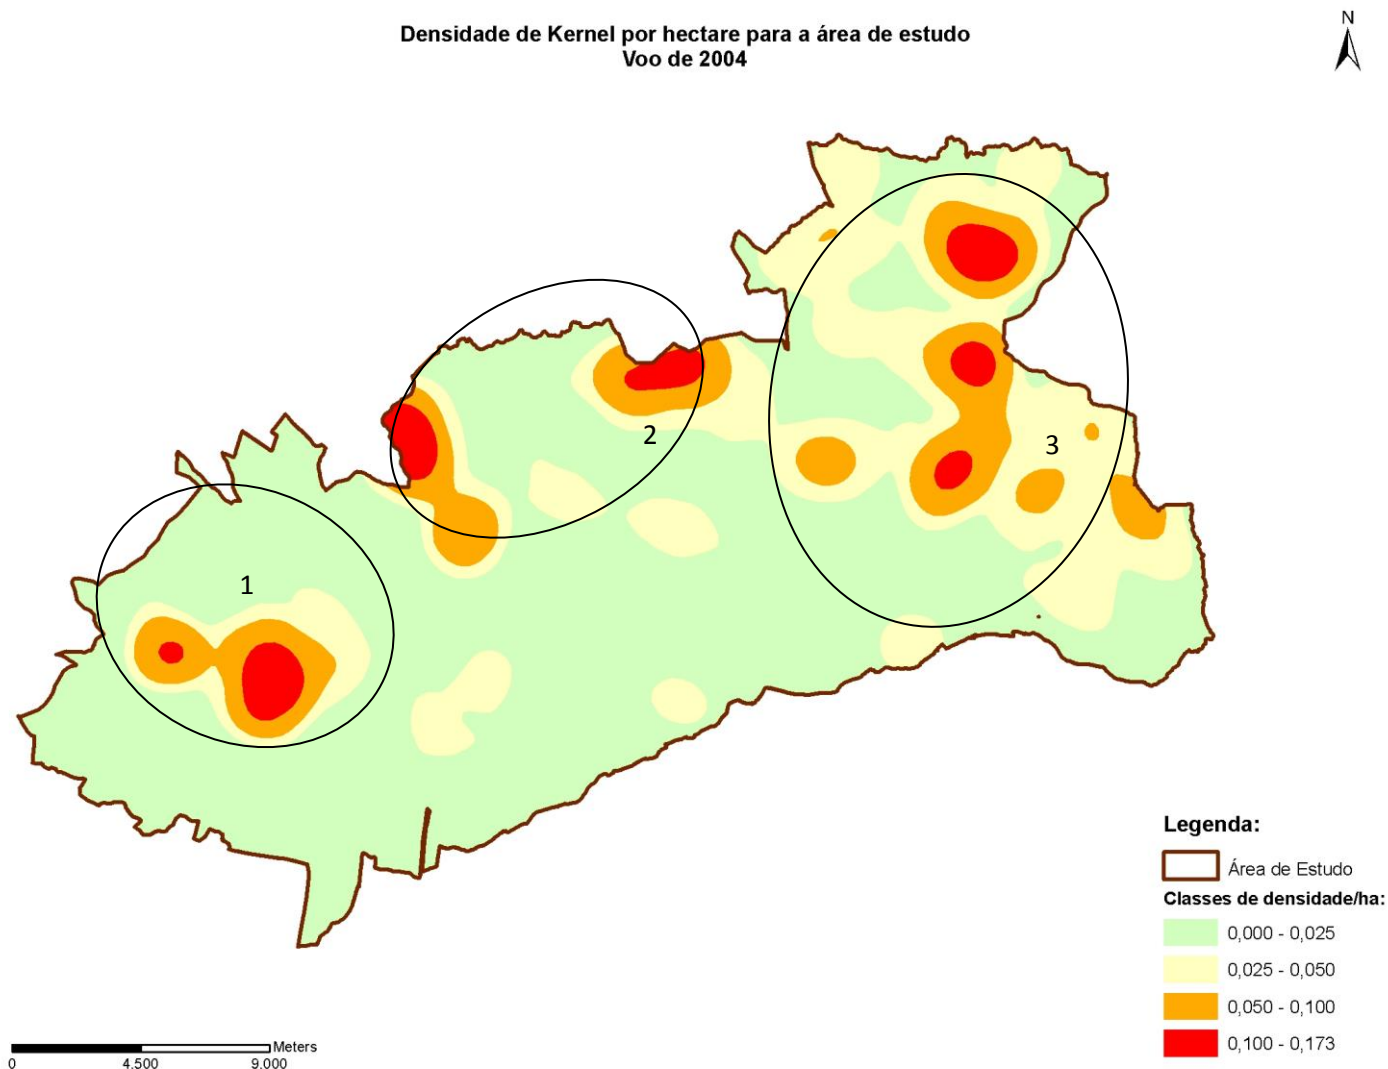 Densidade de Kernel por hectare para a área de estudo
Voo de 2004
N
1
2
3
Legenda:
Área de Estudo
Classes de densidade/ha:
0,000 - 0,025
0,025 - 0,050
0,050 - 0,100
0,100 - 0,173
Meters
0 4.500 9.000